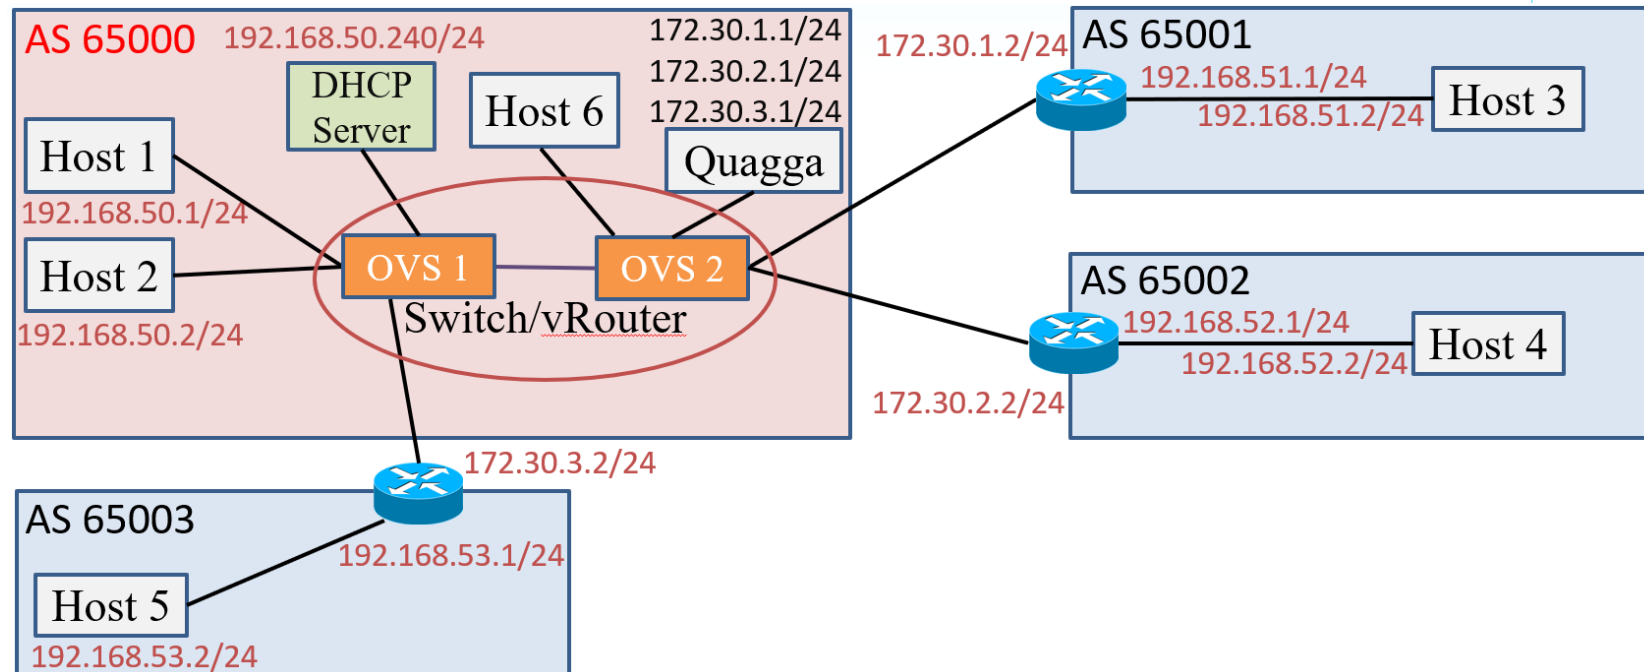 AS 65000
192.168.50.240/24
172.30.1.1/24
172.30.2.1/24
172.30.3.1/24
DHCP
Server
Host 6
Quagga
Host 1
192.168.50.1/24
Host 2
192.168.50.2/24
OVS 1
OVS 2
Switch/vRouter
172.30.1.2/24
AS 65001
192.168.51.1/24
192.168.51.2/24
Host 3
AS 65002
192.168.52.1/24
192.168.52.2/24
Host 4
172.30.2.2/24
172.30.3.2/24
AS 65003
192.168.53.1/24
Host 5
192.168.53.2/24